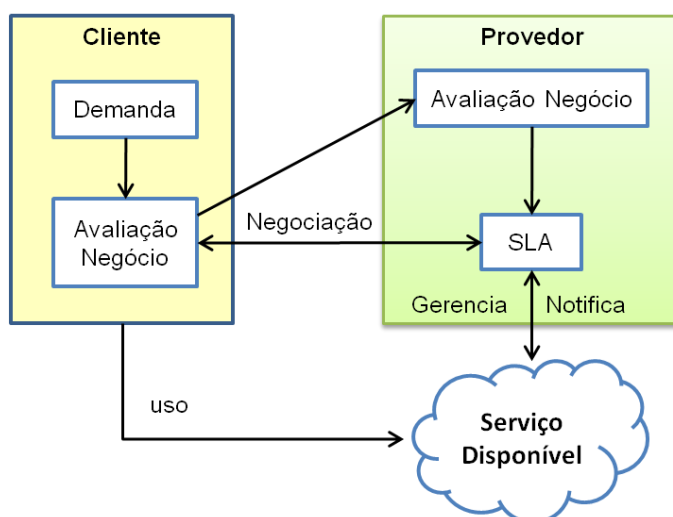 Cliente
Provedor
Demanda
Avaliação Negócio
Avaliação
Negócio
Negociação
SLA
Gerencia
Notifica
uso
Serviço
Disponível